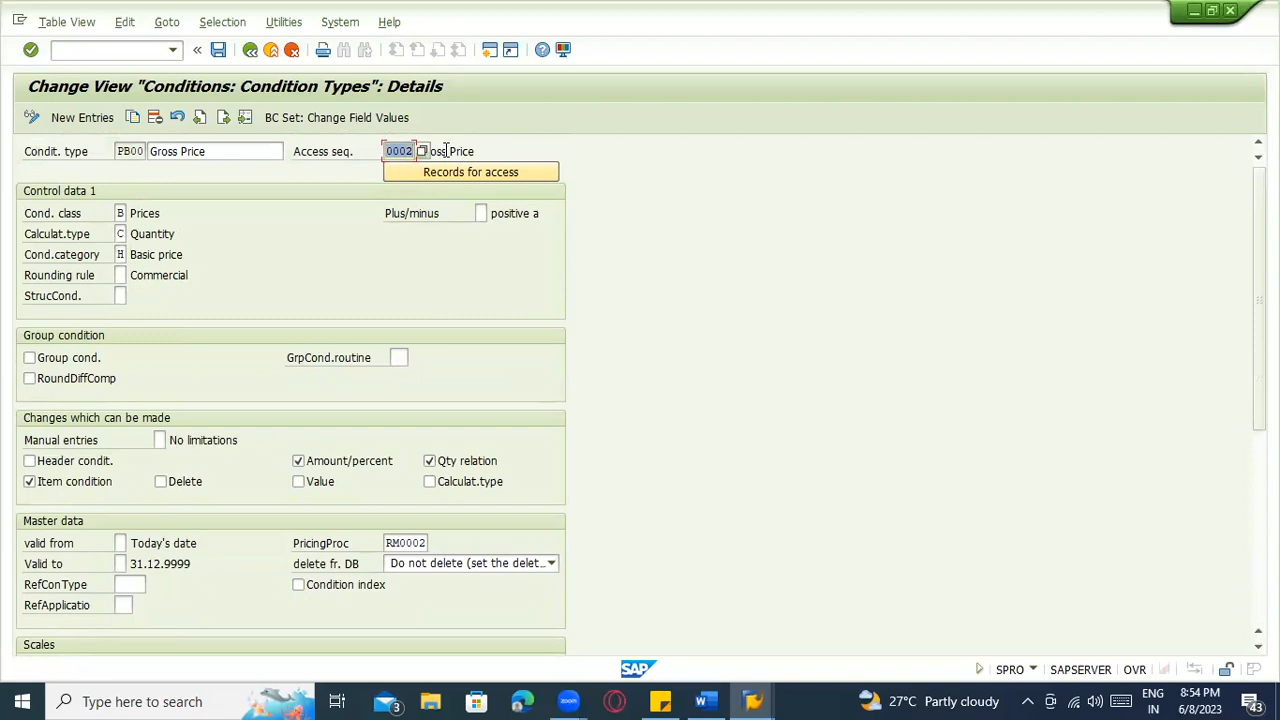 Table View Edit Goto Selection Utilities System Help
Change View "Conditions: Condition Types": Details
New Entries BC Set: Change Field Values
Condit. type PB00 Gross Price Access seq. 0002 oss Price
Records for access
Control data 1
Cond. class B Prices Plus/minus positive a
Calculat.type C Quantity
Cond.category H Basic price
Rounding rule Commercial
StrucCond.
Group condition
Group cond. GrpCond.routine
RoundDiffComp
Changes which can be made
Manual entries No limitations
Header condit. Amount/percent Qty relation
Item condition Delete Value Calculat.type
Master data
valid from Today's date PricingProc RM0002
Valid to 31.12.9999 delete fr. DB Do not delete (set the delet...
RefConType Condition index
RefApplicatio
Scales
SAP SPRO SAPSERVER OVR
Type here to search 3 zoom 27°C Partly cloudy ENG IN 8:54 PM 6/8/2023 43